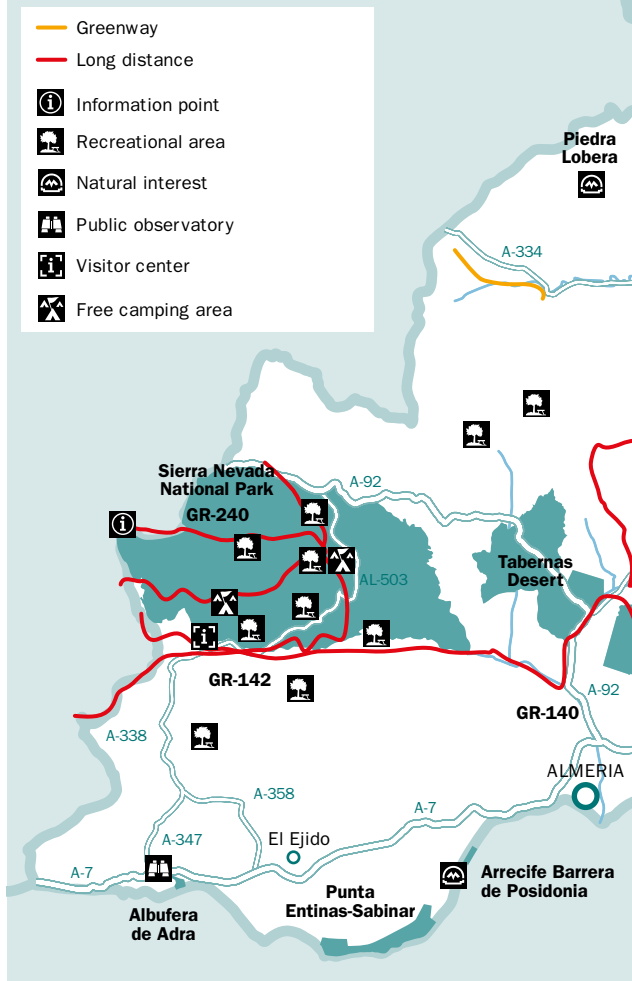 Greenway
Long distance
Information point
Recreational area
Natural interest
Public observatory
Visitor center
Free camping area
Piedra
Lobera
A-334
Sierra Nevada
National Park
A-92
GR-240
Tabernas
Desert
AL-503
GR-142
A-92
GR-140
A-338
ALMERIA
A-358
A-7
A-347
El Ejido
A-7
Arrecife Barrera
de Posidonia
Punta
Entinas-Sabinar
Albufera
de Adra